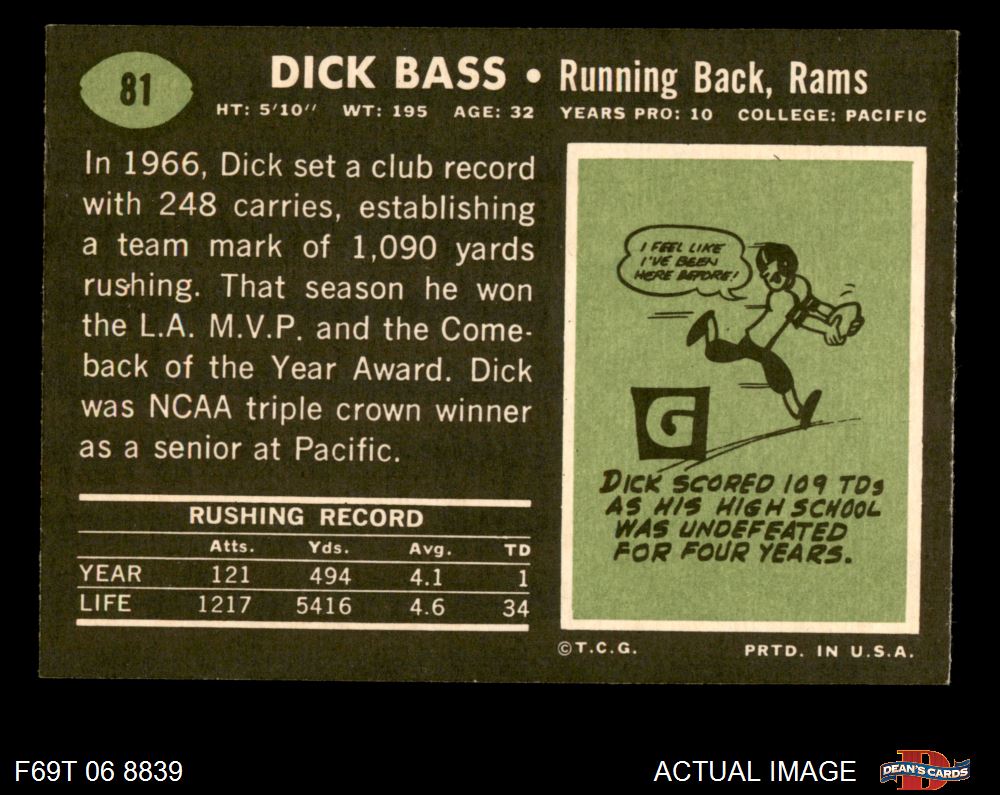 81
DICK BASS • Running Back, Rams
HT: 5'10" WT: 195 AGE: 32 YEARS PRO: 10 COLLEGE: PACIFIC
In 1966, Dick set a club record
with 248 carries, establishing
a team mark of 1,090 yards
rushing. That season he won
the L.A. M.V.P. and the Come-
back of the Year Award. Dick
was NCAA triple crown winner
as a senior at Pacific.
RUSHING RECORD
Atts. Yds. Avg. TD
YEAR 121 494 4.1 1
LIFE 1217 5416 4.6 34
I FEEL LIKE
I'VE BEEN
HERE BEFORE!
G
DICK SCORED 109 TDs
AS HIS HIGH SCHOOL
WAS UNDEFEATED
FOR FOUR YEARS.
©T.C.G. PRTD. IN U.S.A.
F69T 06 8839
ACTUAL IMAGE
D
DEAN'S CARDS